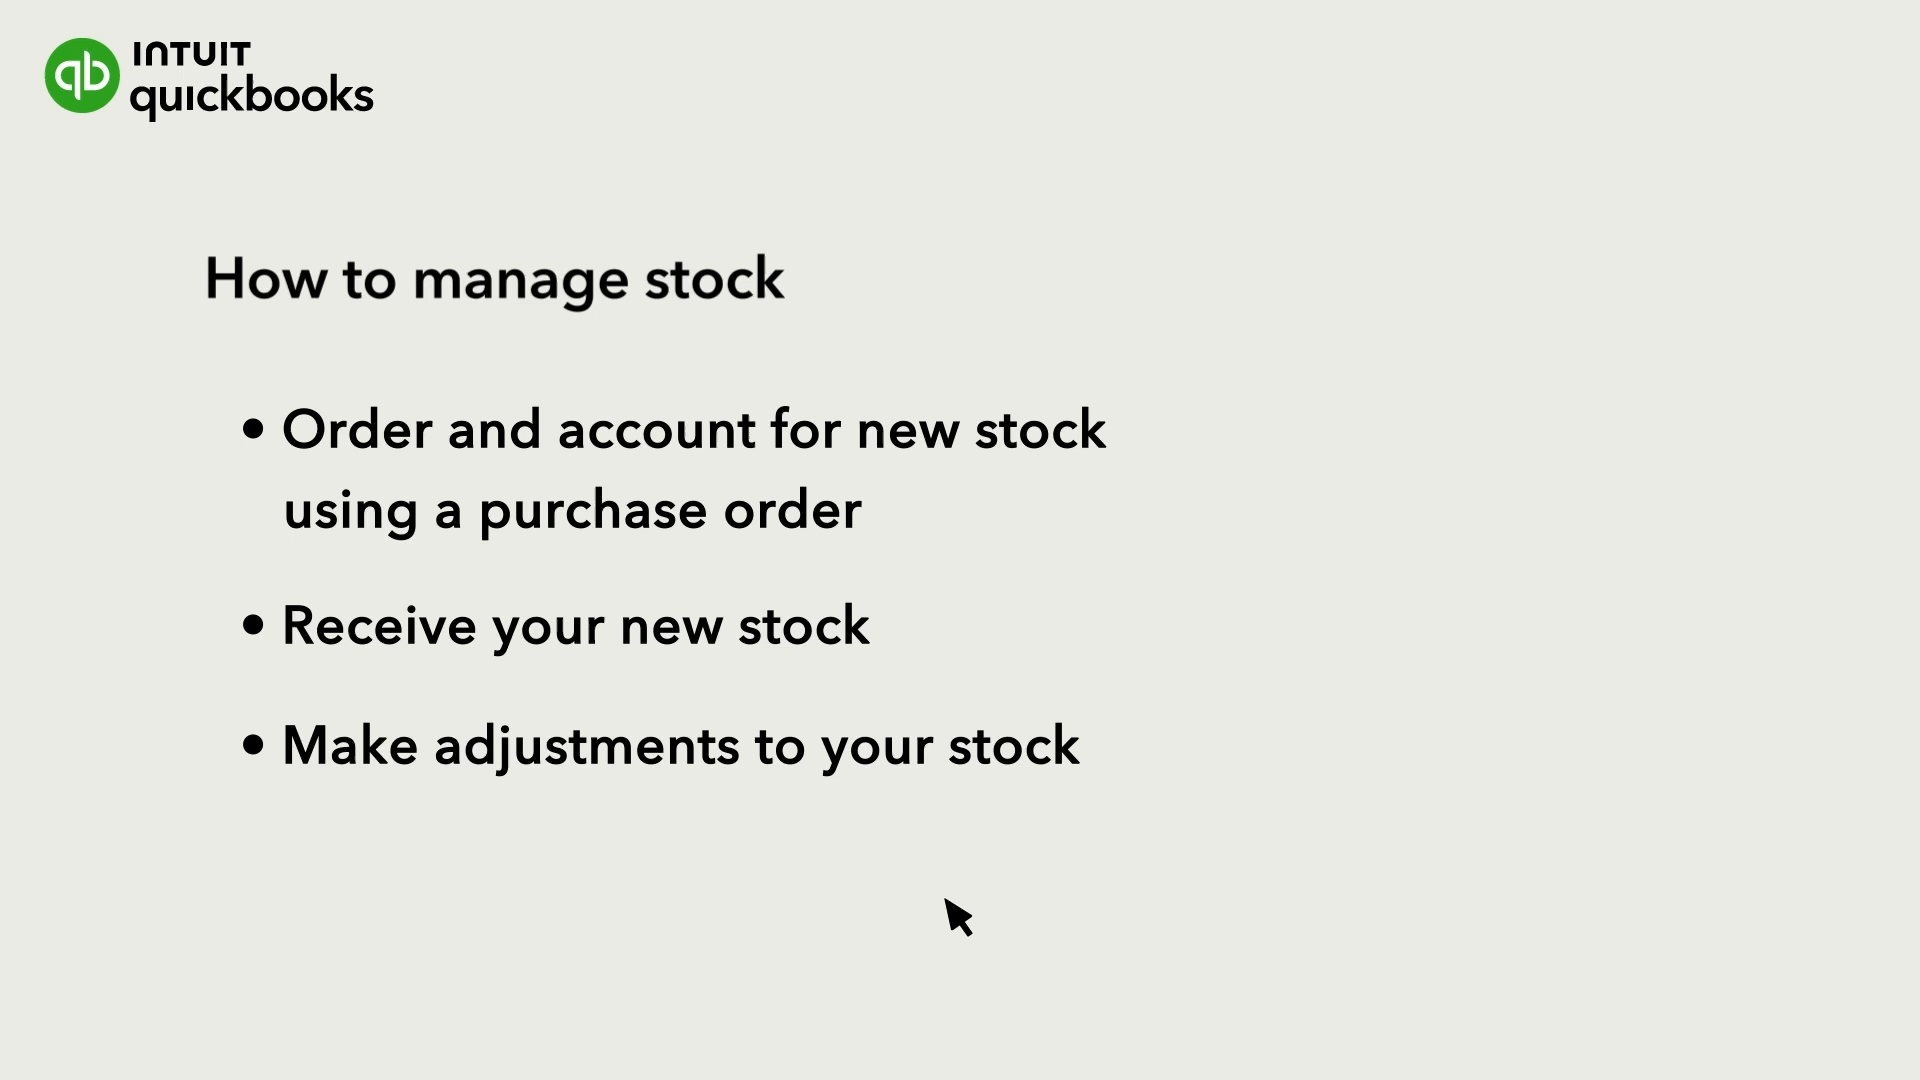 INTUIT
quickbooks
How to manage stock
• Order and account for new stock
using a purchase order
• Receive your new stock
• Make adjustments to your stock